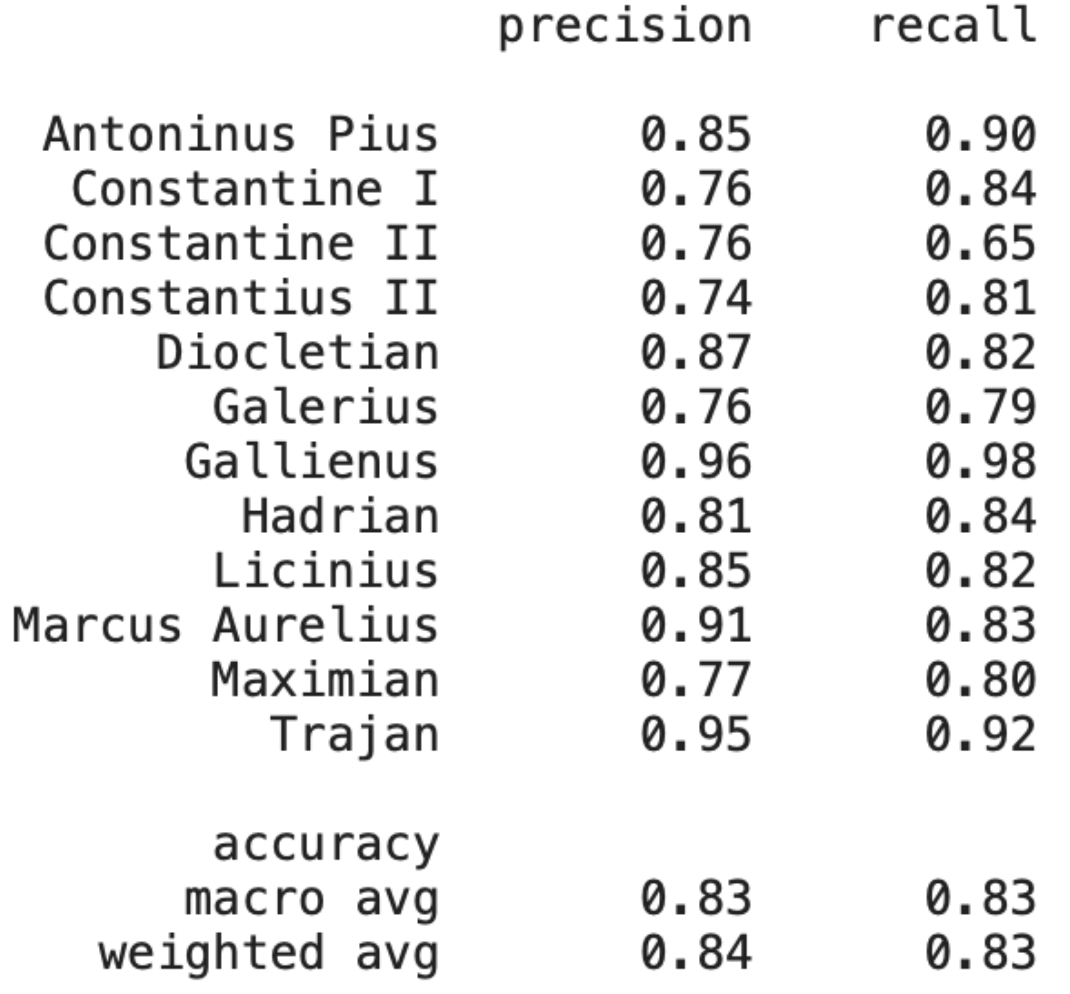 precision recall
Antoninus Pius 0.85 0.90
Constantine I 0.76 0.84
Constantine II 0.76 0.65
Constantius II 0.74 0.81
Diocletian 0.87 0.82
Galerius 0.76 0.79
Gallienus 0.96 0.98
Hadrian 0.81 0.84
Licinius 0.85 0.82
Marcus Aurelius 0.91 0.83
Maximian 0.77 0.80
Trajan 0.95 0.92
accuracy
macro avg 0.83 0.83
weighted avg 0.84 0.83